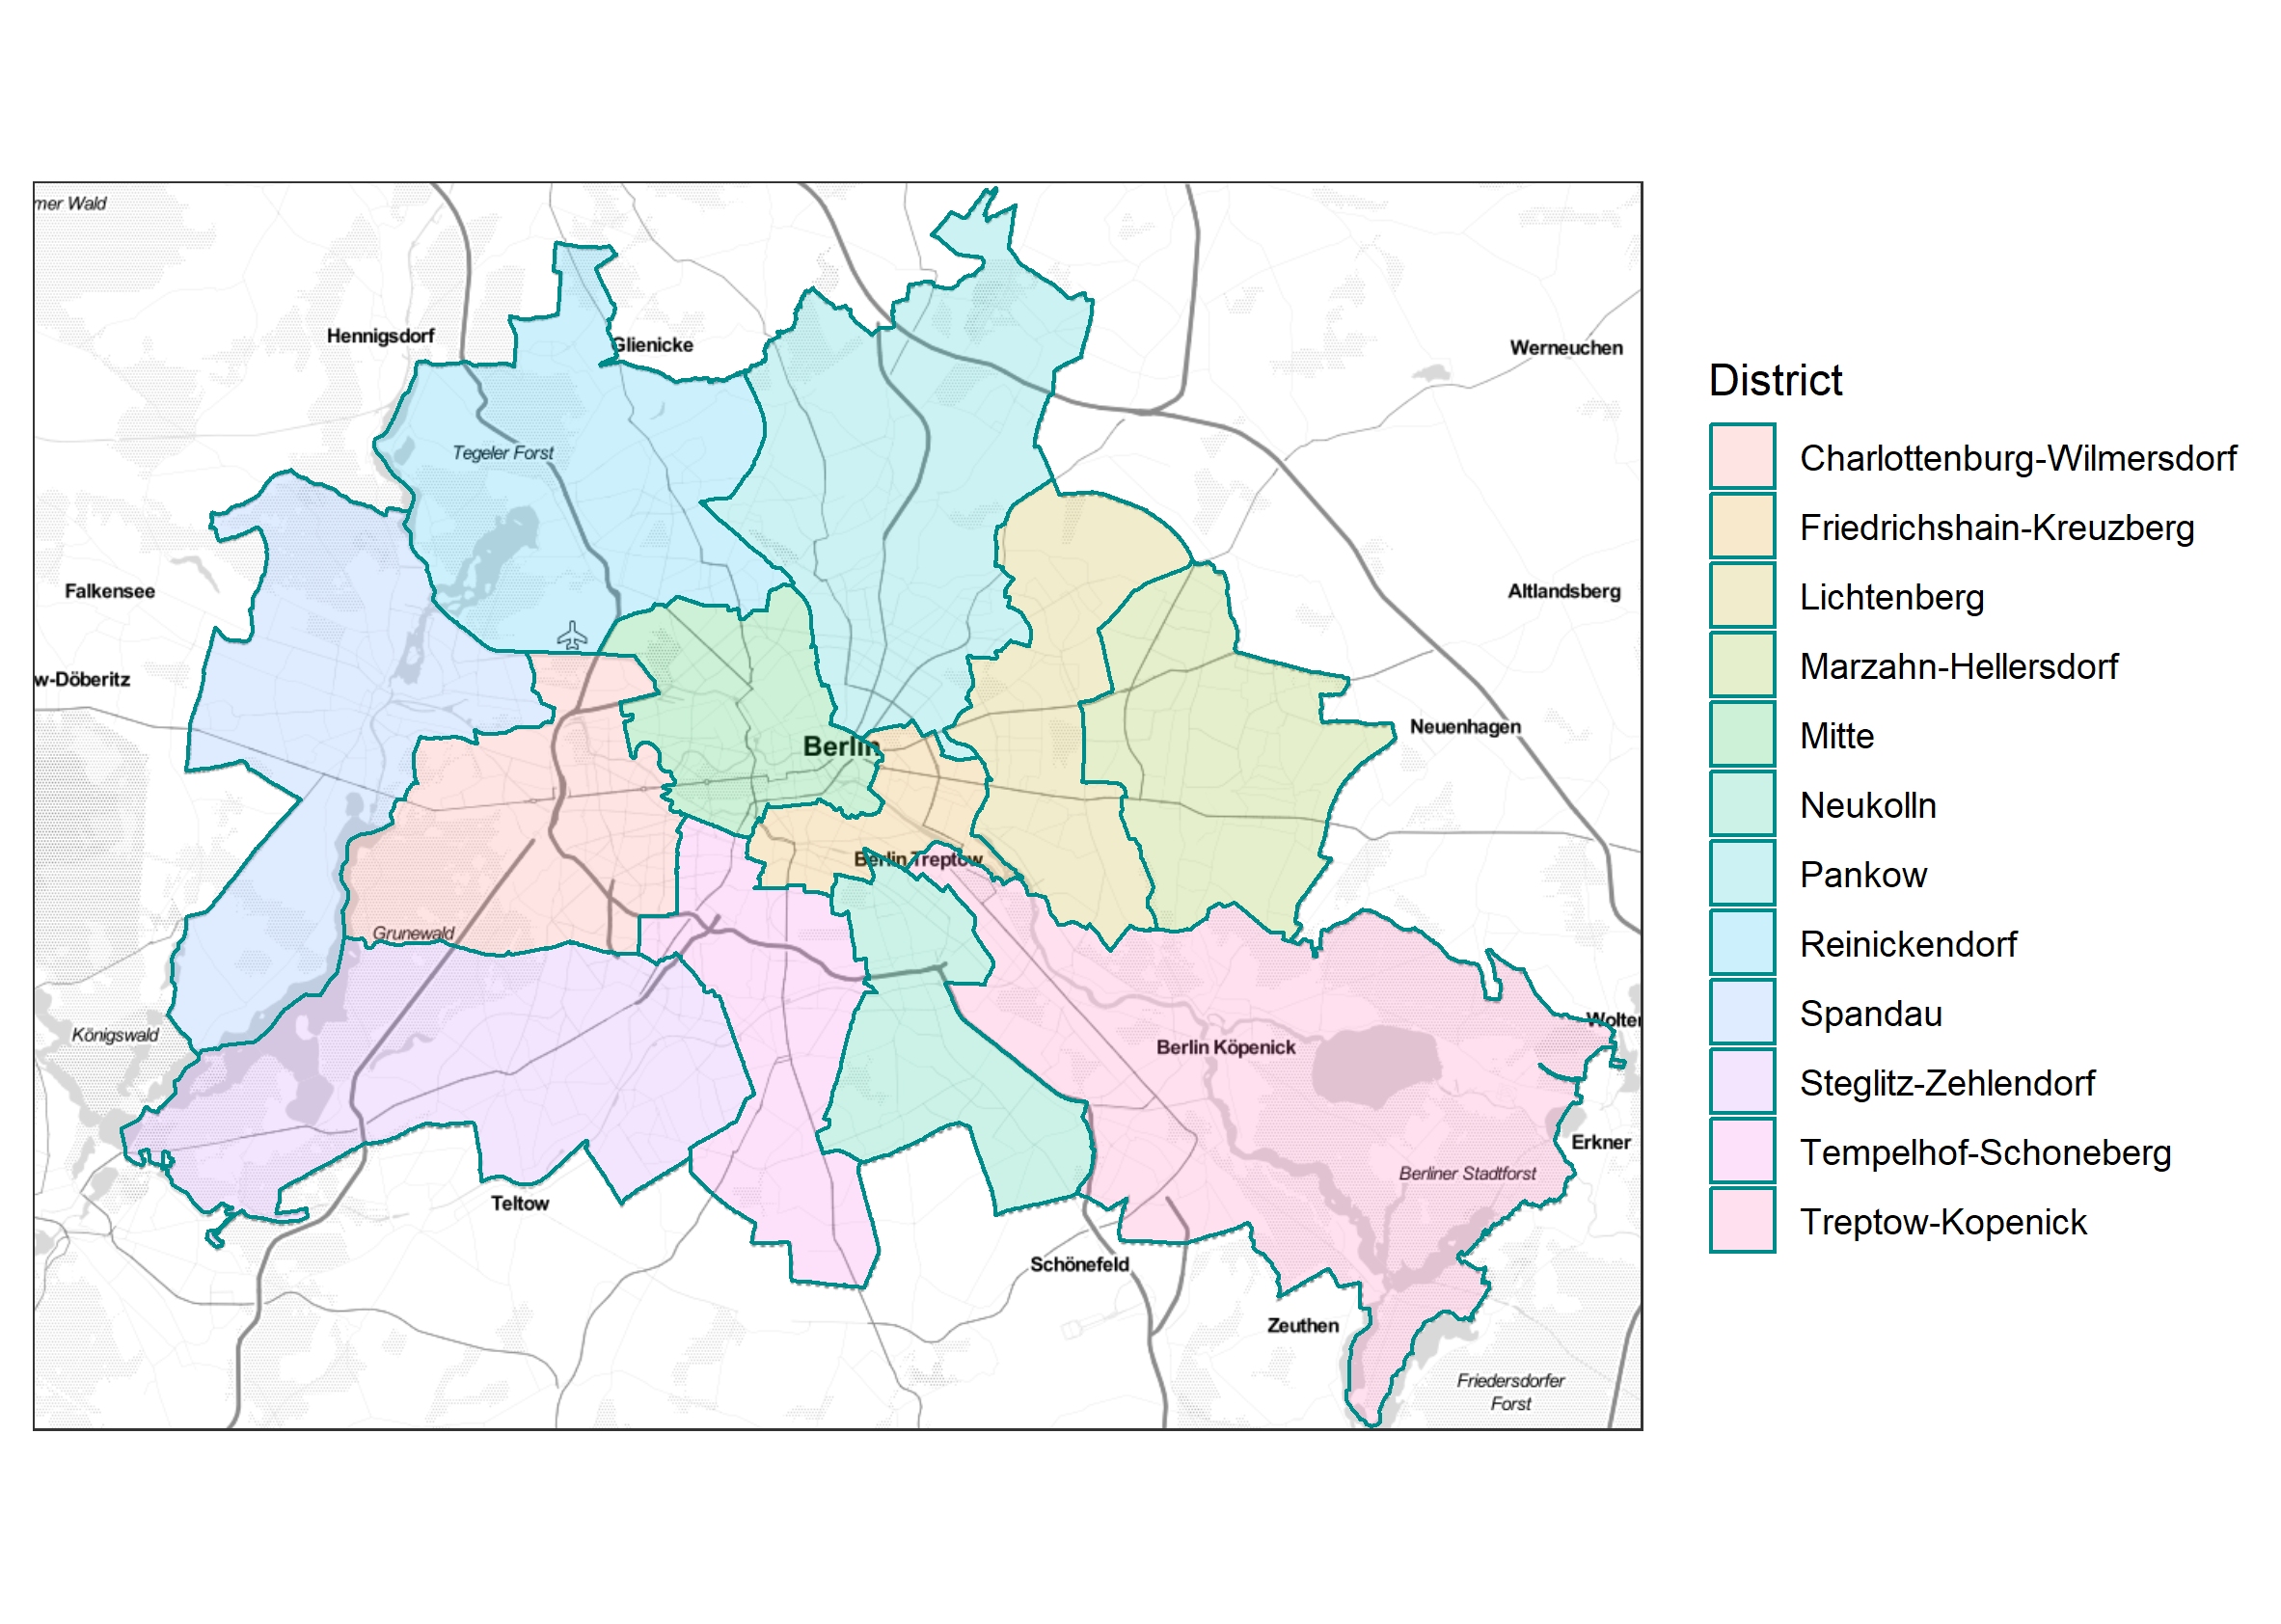 mer Wald
Hennigsdorf
Glienicke
Werneuchen
Tegeler Forst
Falkensee
Altlandsberg
w-Döberitz
Neuenhagen
Berlin
Berlin Treptow
Grunewald
Königswald
Wolter
Berlin Köpenick
Erkner
Berliner Stadtforst
Teltow
Schönefeld
Zeuthen
Friedersdorfer
Forst
District
Charlottenburg-Wilmersdorf
Friedrichshain-Kreuzberg
Lichtenberg
Marzahn-Hellersdorf
Mitte
Neukolln
Pankow
Reinickendorf
Spandau
Steglitz-Zehlendorf
Tempelhof-Schoneberg
Treptow-Kopenick